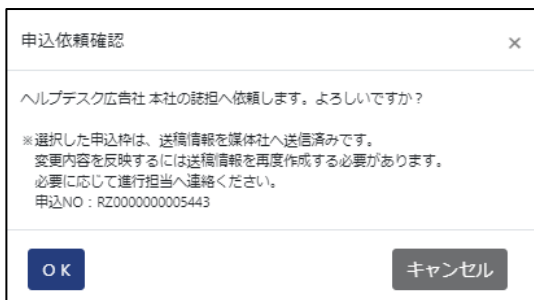 申込依頼確認
×
ヘルプデスク広告社 本社の誌担へ依頼します。よろしいですか？
※選択した申込枠は、送稿情報を媒体社へ送信済みです。
変更内容を反映するには送稿情報を再度作成する必要があります。
必要に応じて進行担当へ連絡ください。
申込NO：RZ0000000005443
ＯＫ
キャンセル